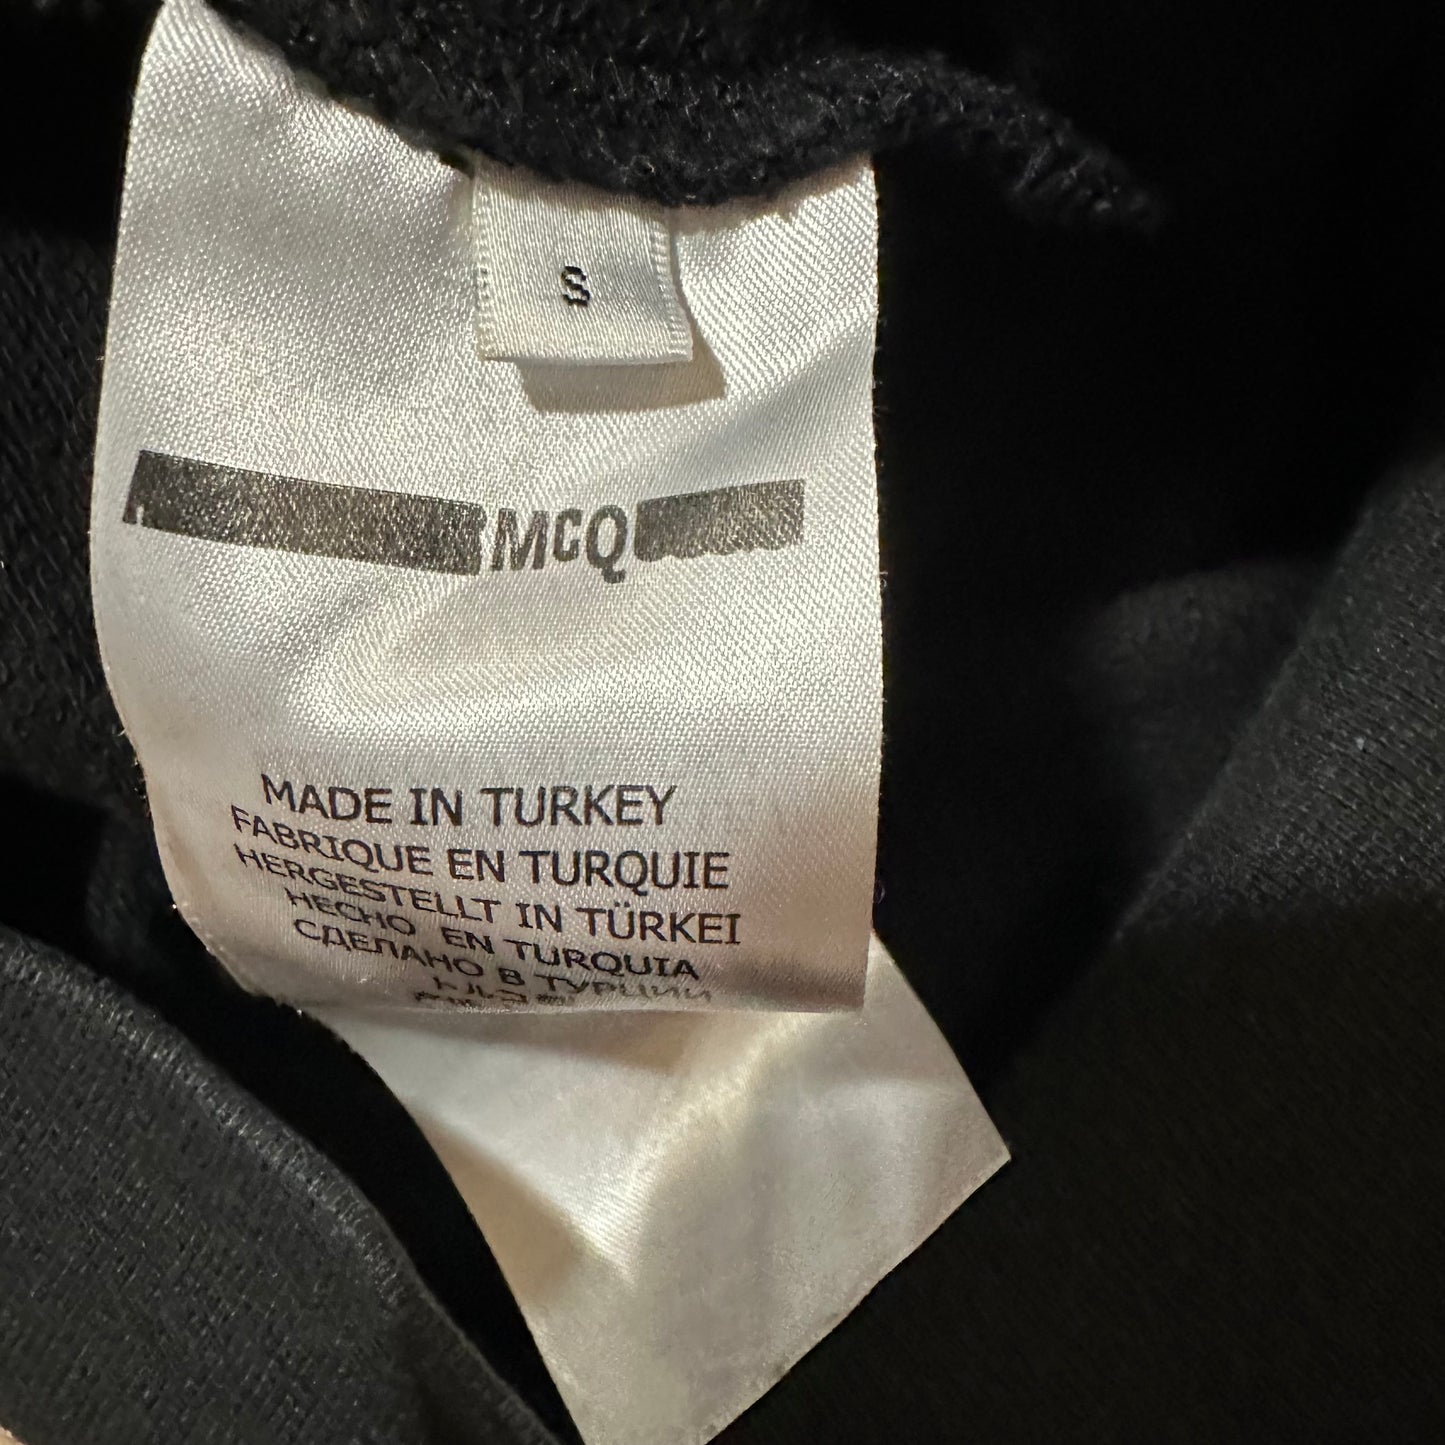 S
MCQ
MADE IN TURKEY
FABRIQUE EN TURQUIE
HERGESTELLT IN TÜRKEI
HECHO EN TURQUIA
СДЕЛАНО В ТУРЦИИ